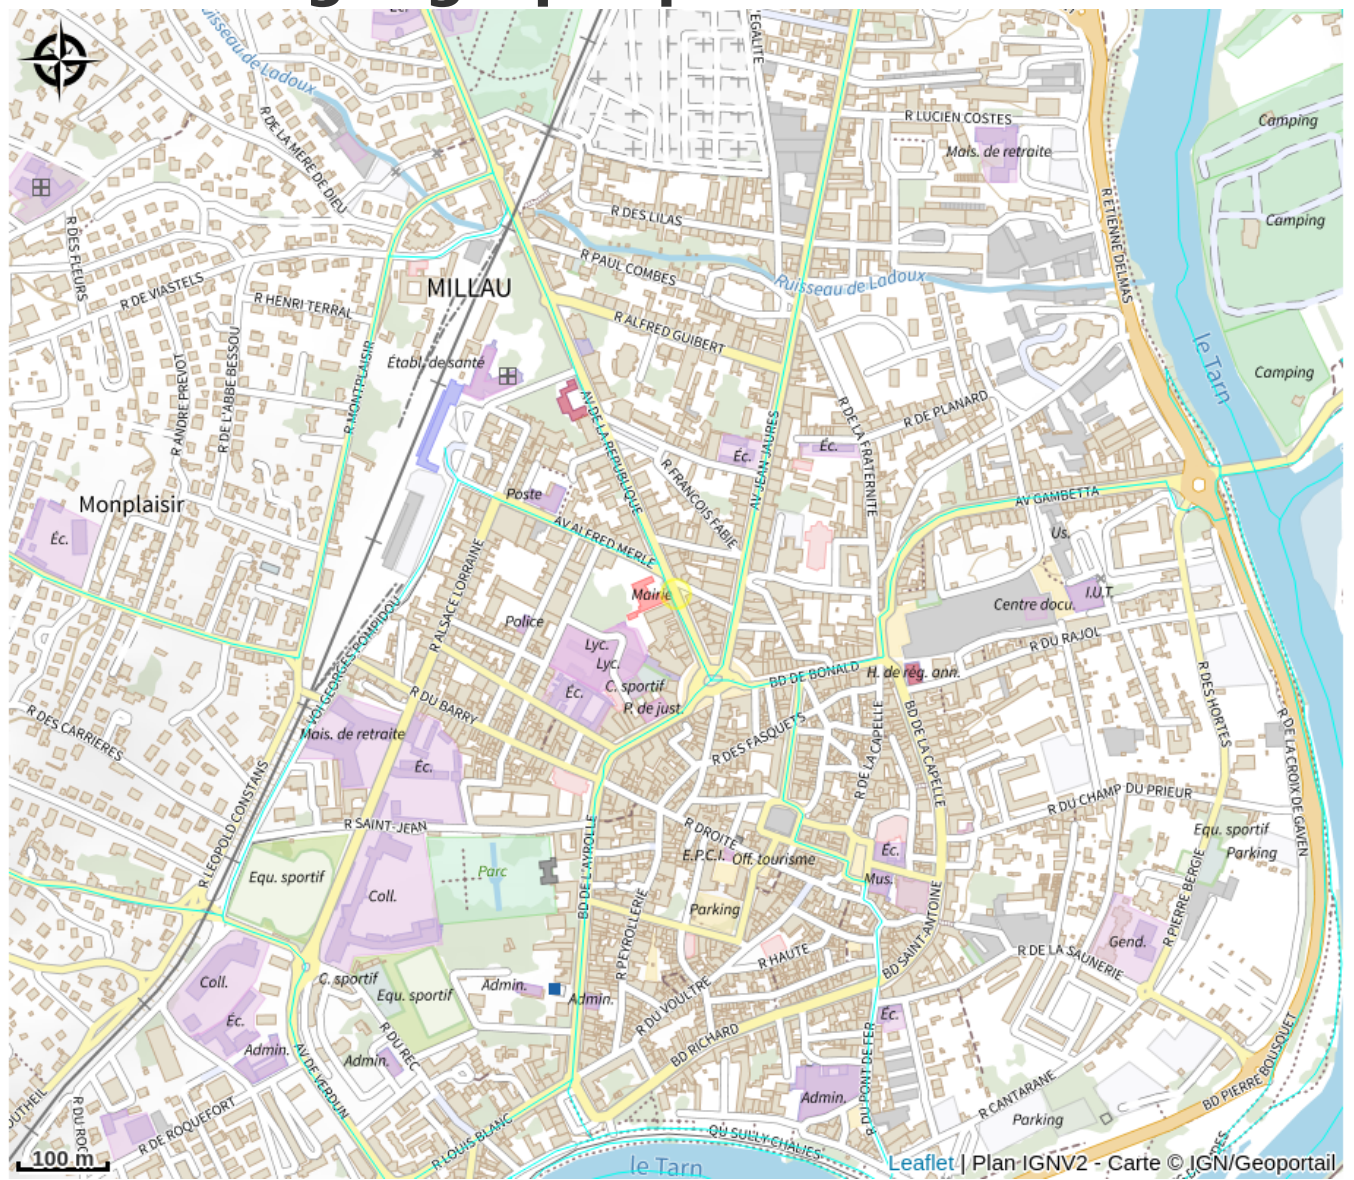 Éc.
ÉGALITÉ
Ruisseau de Ladoux
R LUCIEN COSTES
Camping
R DE LA MERE DE DIEU
Mais. de retraite
R ETIENNE DELMAS
R DES LILAS
Camping
R DES FLEURS
R PAUL COMBES
Ruisseau de Ladoux
MILLAU
R DE VIASTELS
R HENRI TERRAL
R ALFRED GUIBERT
le Tarn
Établ. de santé
Camping
R ANDRE PREVOT
R DE L'ABBE BESSOU
R MONTPLAISIR
AV DE LA REPUBLIQUE
AV JEAN JAURES
R DE LA FRATERNITE
R DE PLANARD
Éc.
Éc.
R FRANCOIS FABIE
Monplaisir
Poste
AV GAMBETTA
AV ALFRED MERLE
Us.
Éc.
R ALSACE LORRAINE
Mairie
I.U.T.
Centre docu.
VOI GEORGES POMPIDOU
Police
Lyc.
Lyc.
R DU RAJOL
BD DE BONALD
H. de rég. ann.
C. sportif
Éc.
P. de just.
R DU BARRY
R DES HORTES
R DES CARRIERES
Mais. de retraite
R DES FASQUETS
R DE LA CAPELLE
BD DE LA CAPELLE
R DE LA CROIX DE GAVEN
Éc.
R LEOPOLD CONSTANS
R DU CHAMP DU PRIEUR
R SAINT-JEAN
R DROITE
Equ. sportif
Parking
E.P.C.I.
Off. tourisme
Éc.
Equ. sportif
Parc
BD DE L'AYROLLE
Mus.
R PIERRE BERGIE
Coll.
Parking
R PEYROLLERIE
BD SAINT-ANTOINE
Gend.
R HAUTE
R DE LA SAUNERIE
Coll.
C. sportif
Equ. sportif
Admin.
Admin.
R DU VOULTRE
Éc.
Éc.
R DU REC
BD RICHARD
Admin.
Admin.
AV DE VERDUN
R DU PONT DE FER
Admin.
R CANTARANE
Parking
BD PIERRE BOUSQUET
R DE ROQUEFORT
R LOUIS BLANC
QU SULLY CHALIES
le Tarn
100 m
Leaflet | Plan IGNV2 - Carte © IGN/Geoportail